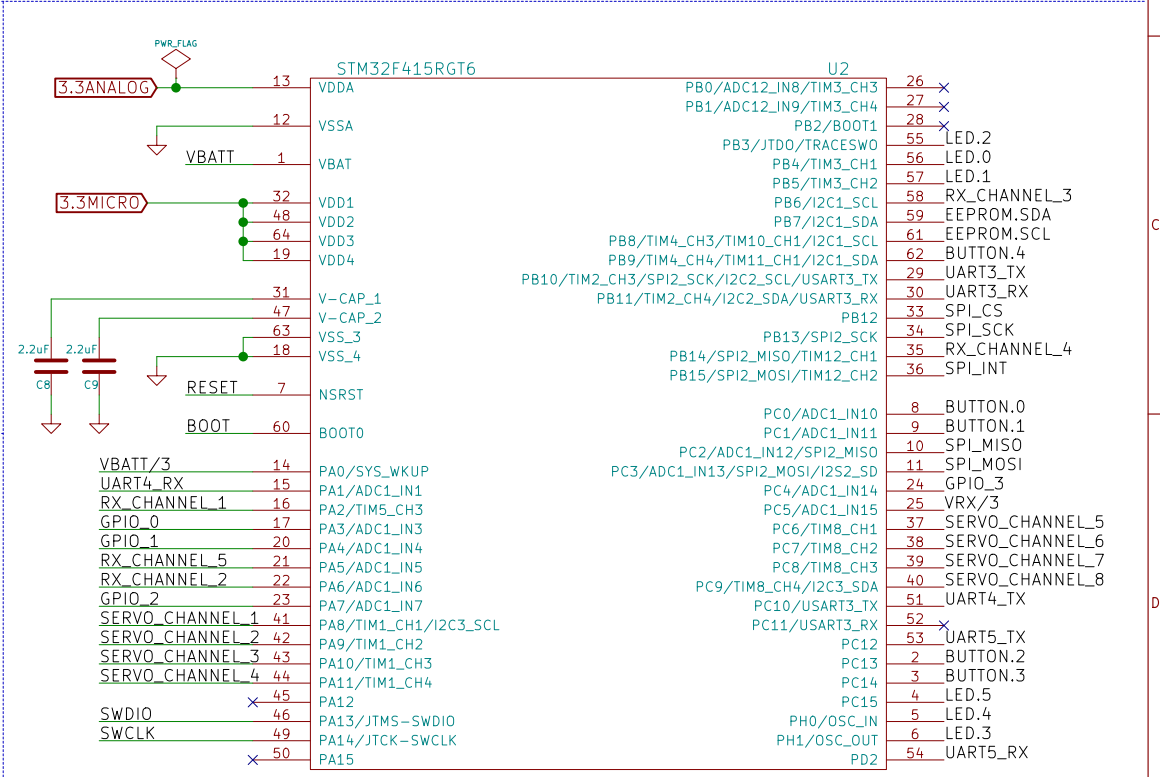 PWR_FLAG
STM32F415RGT6 U2
3.3ANALOG 13 VDDA
12 VSSA
VBATT 1 VBAT
3.3MICRO 32 VDD1
48 VDD2
64 VDD3
19 VDD4
31 V-CAP_1
47 V-CAP_2
63 VSS_3
18 VSS_4
2.2uF 2.2uF
C8 C9
RESET 7 NSRST
BOOT 60 BOOT0
VBATT/3 14 PA0/SYS_WKUP
UART4_RX 15 PA1/ADC1_IN1
RX_CHANNEL_1 16 PA2/TIM5_CH3
GPIO_0 17 PA3/ADC1_IN3
GPIO_1 20 PA4/ADC1_IN4
RX_CHANNEL_5 21 PA5/ADC1_IN5
RX_CHANNEL_2 22 PA6/ADC1_IN6
GPIO_2 23 PA7/ADC1_IN7
SERVO_CHANNEL_1 41 PA8/TIM1_CH1/I2C3_SCL
SERVO_CHANNEL_2 42 PA9/TIM1_CH2
SERVO_CHANNEL_3 43 PA10/TIM1_CH3
SERVO_CHANNEL_4 44 PA11/TIM1_CH4
45 PA12
SWDIO 46 PA13/JTMS-SWDIO
SWCLK 49 PA14/JTCK-SWCLK
50 PA15
PB0/ADC12_IN8/TIM3_CH3 26
PB1/ADC12_IN9/TIM3_CH4 27
PB2/BOOT1 28
PB3/JTDO/TRACESWO 55 LED.2
PB4/TIM3_CH1 56 LED.0
PB5/TIM3_CH2 57 LED.1
PB6/I2C1_SCL 58 RX_CHANNEL_3
PB7/I2C1_SDA 59 EEPROM.SDA
PB8/TIM4_CH3/TIM10_CH1/I2C1_SCL 61 EEPROM.SCL
PB9/TIM4_CH4/TIM11_CH1/I2C1_SDA 62 BUTTON.4
PB10/TIM2_CH3/SPI2_SCK/I2C2_SCL/USART3_TX 29 UART3_TX
PB11/TIM2_CH4/I2C2_SDA/USART3_RX 30 UART3_RX
PB12 33 SPI_CS
PB13/SPI2_SCK 34 SPI_SCK
PB14/SPI2_MISO/TIM12_CH1 35 RX_CHANNEL_4
PB15/SPI2_MOSI/TIM12_CH2 36 SPI_INT
PC0/ADC1_IN10 8 BUTTON.0
PC1/ADC1_IN11 9 BUTTON.1
PC2/ADC1_IN12/SPI2_MISO 10 SPI_MISO
PC3/ADC1_IN13/SPI2_MOSI/I2S2_SD 11 SPI_MOSI
PC4/ADC1_IN14 24 GPIO_3
PC5/ADC1_IN15 25 VRX/3
PC6/TIM8_CH1 37 SERVO_CHANNEL_5
PC7/TIM8_CH2 38 SERVO_CHANNEL_6
PC8/TIM8_CH3 39 SERVO_CHANNEL_7
PC9/TIM8_CH4/I2C3_SDA 40 SERVO_CHANNEL_8
PC10/USART3_TX 51 UART4_TX
PC11/USART3_RX 52
PC12 53 UART5_TX
PC13 2 BUTTON.2
PC14 3 BUTTON.3
PC15 4 LED.5
PH0/OSC_IN 5 LED.4
PH1/OSC_OUT 6 LED.3
PD2 54 UART5_RX
C
D